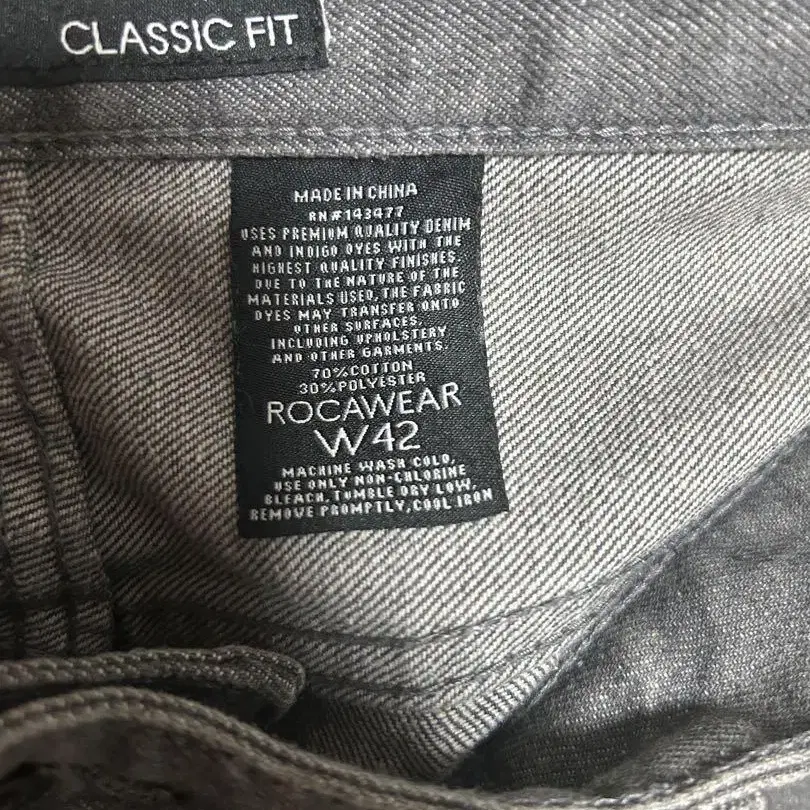 CLASSIC FIT
MADE IN CHINA
RN#143477
USES PREMIUM QUALITY DENIM
AND INDIGO DYES WITH THE
HIGHEST QUALITY FINISHES.
DUE TO THE NATURE OF THE
MATERIALS USED, THE FABRIC
DYES MAY TRANSFER ONTO
OTHER SURFACES
INCLUDING UPHOLSTERY
AND OTHER GARMENTS.
70%COTTON
30%POLYESTER
ROCAWEAR
W42
MACHINE WASH COLD,
USE ONLY NON-CHLORINE
BLEACH, TUMBLE DRY LOW,
REMOVE PROMPTLY, COOL IRON